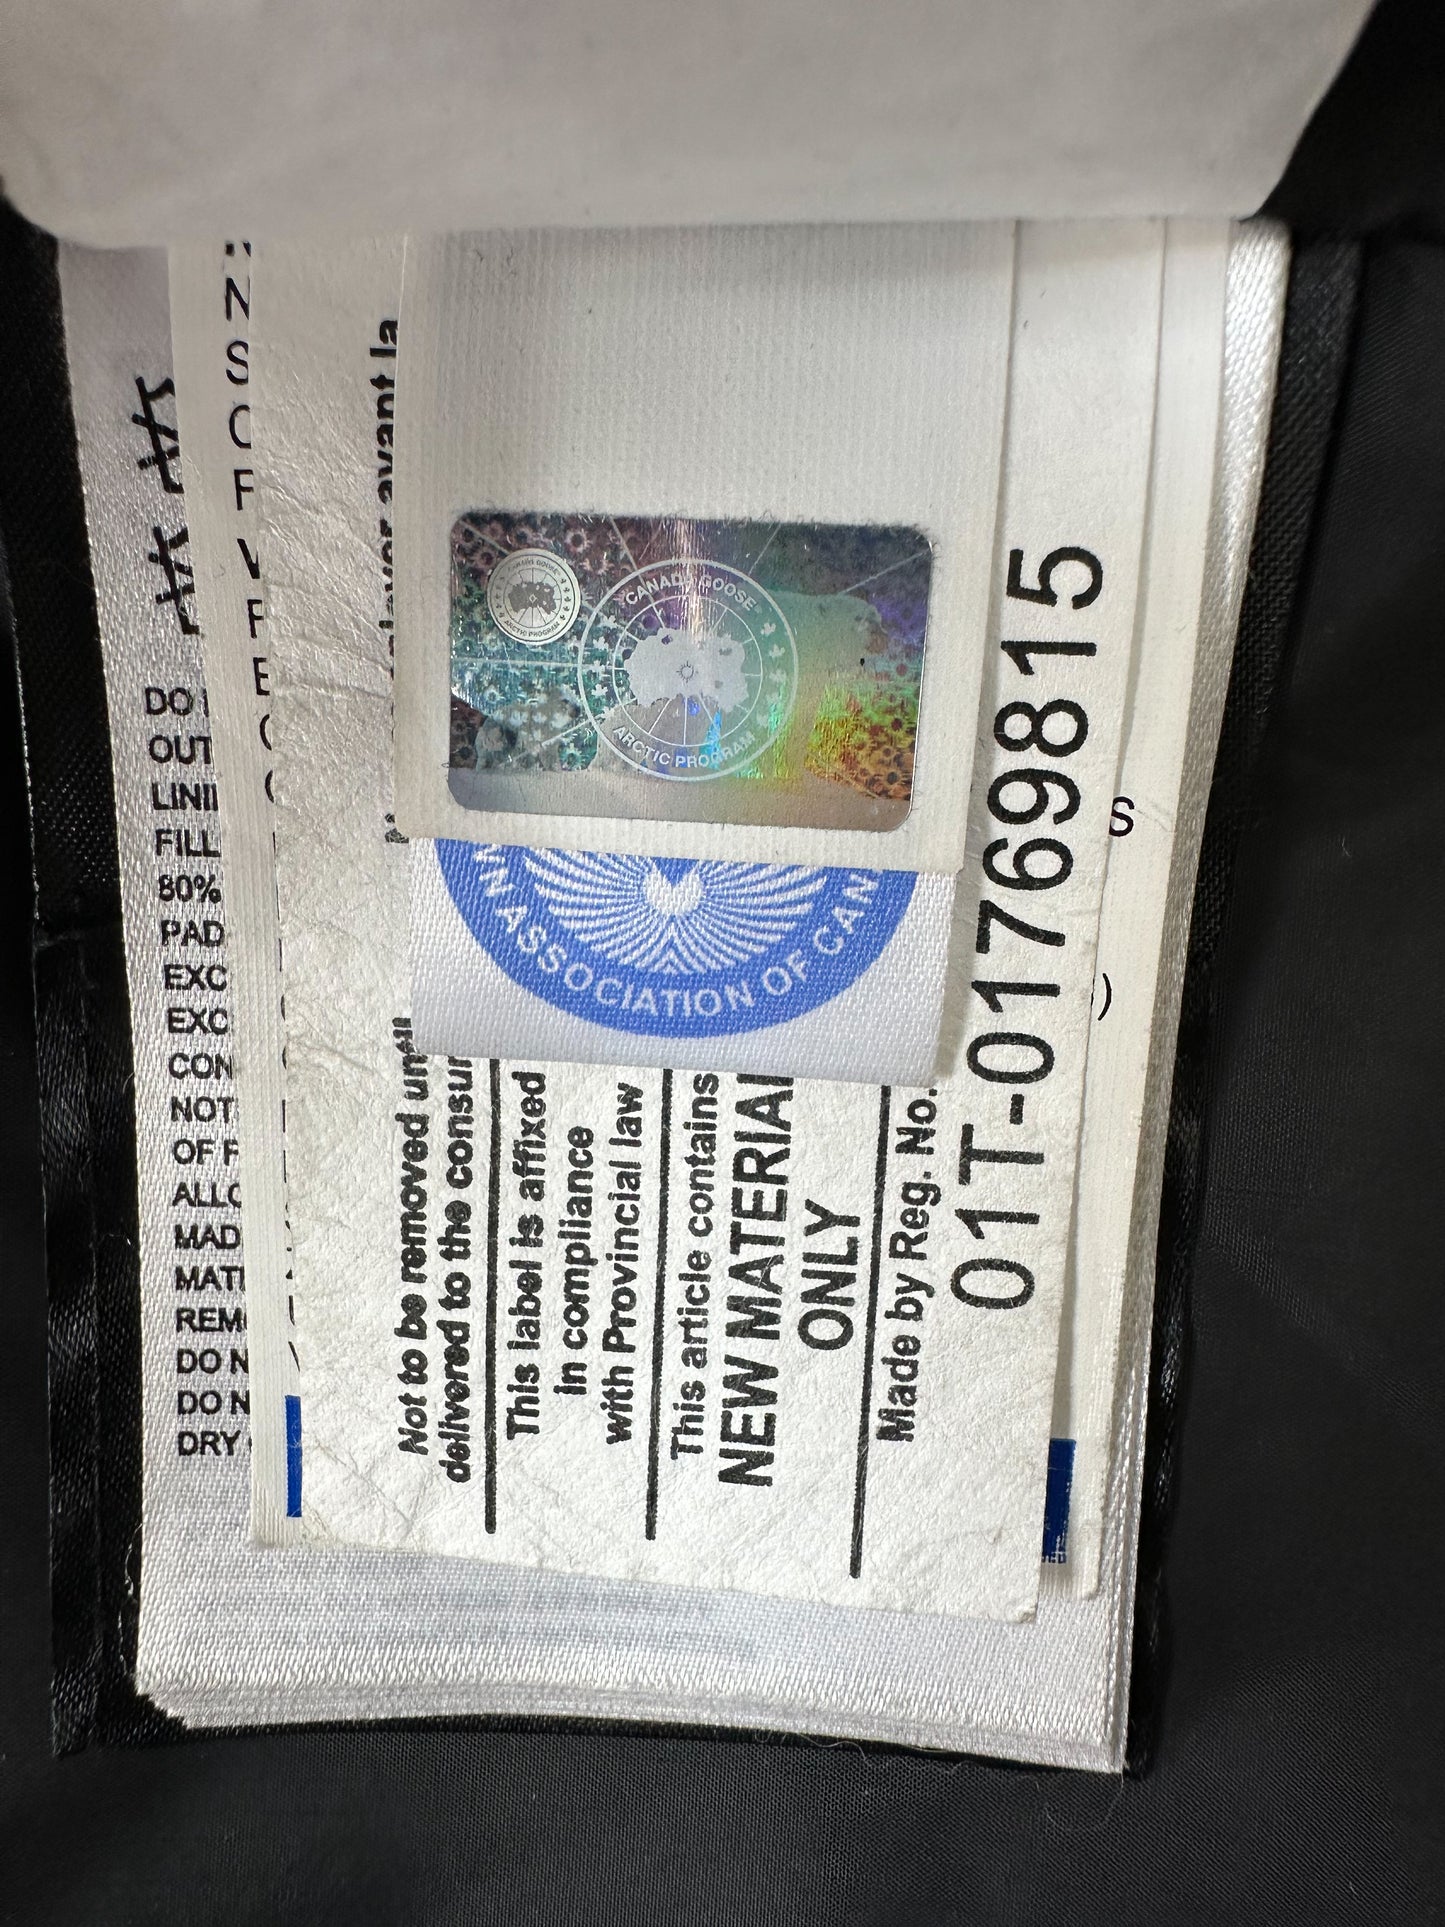 CANADA GOOSE
ARCTIC PROGRAM
CANADA GOOSE
ARCTIC PROGRAM
N ASSOCIATION OF CAN
avant la
Not to be removed until
delivered to the consu
This label is affixed
in compliance
with Provincial law
This article contains
NEW MATERIAL
ONLY
Made by Reg. No.
01T-01769815
S
)
N
S
C
F
V
F
E
C
DO
OUT
LINI
FILL
80%
PAD
EXC
EXC
CON
NOT
OF F
ALLO
MAD
MATE
REM
DO N
DO N
DRY